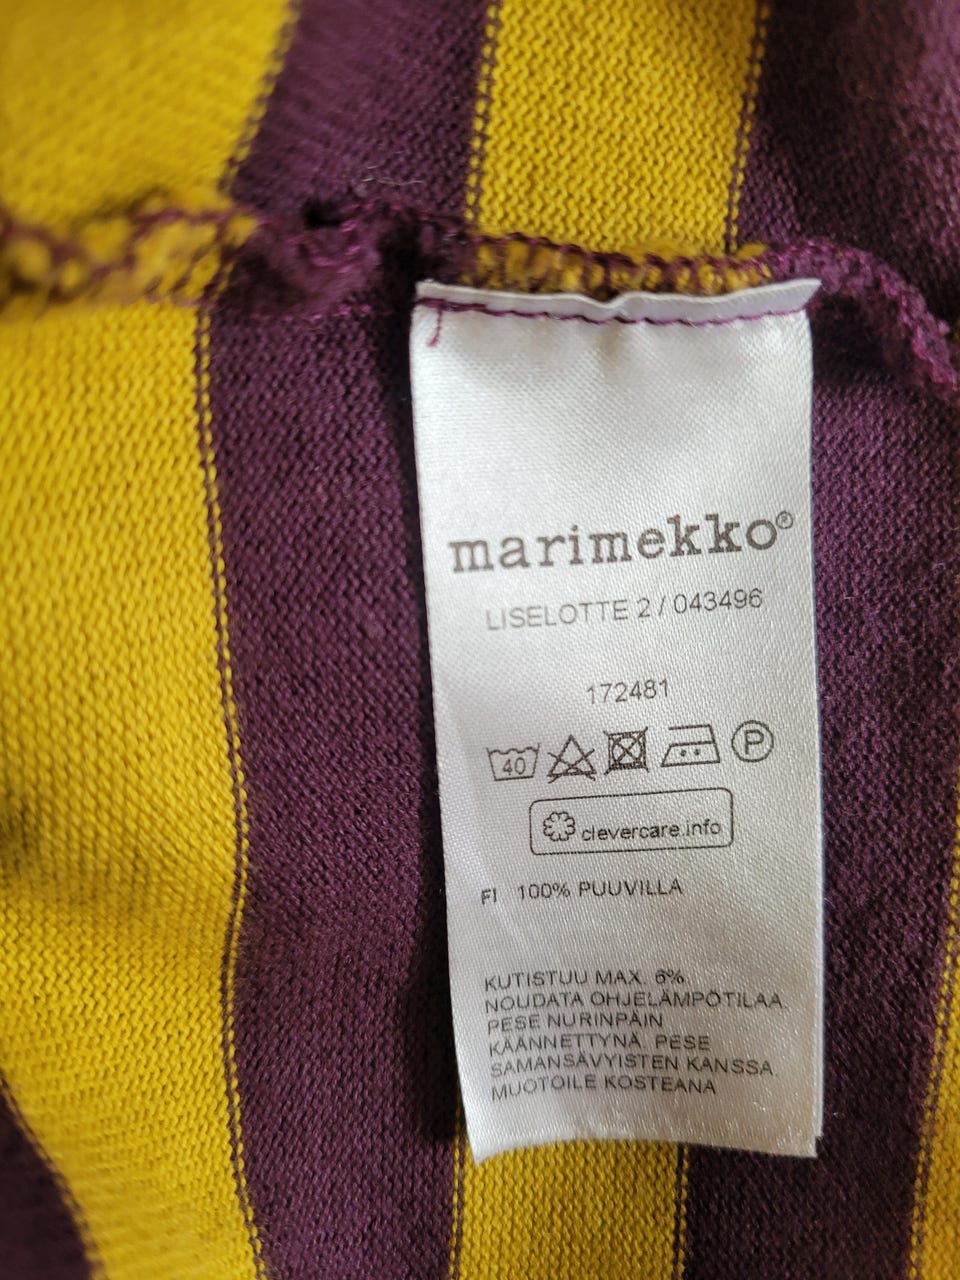 marimekko®
LISELOTTE 2 / 043496
172481
40 P
clevercare.info
FI 100% PUUVILLA
KUTISTUU MAX. 6%.
NOUDATA OHJELÄMPÖTILAA.
PESE NURINPÄIN
KÄÄNNETTYNÄ. PESE
SAMANSÄVYISTEN KANSSA.
MUOTOILE KOSTEANA